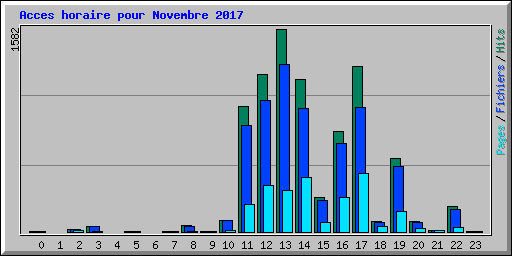 Acces horaire pour Novembre 2017
1582
Pages / Fichiers / Hits
0 1 2 3 4 5 6 7 8 9 10 11 12 13 14 15 16 17 18 19 20 21 22 23